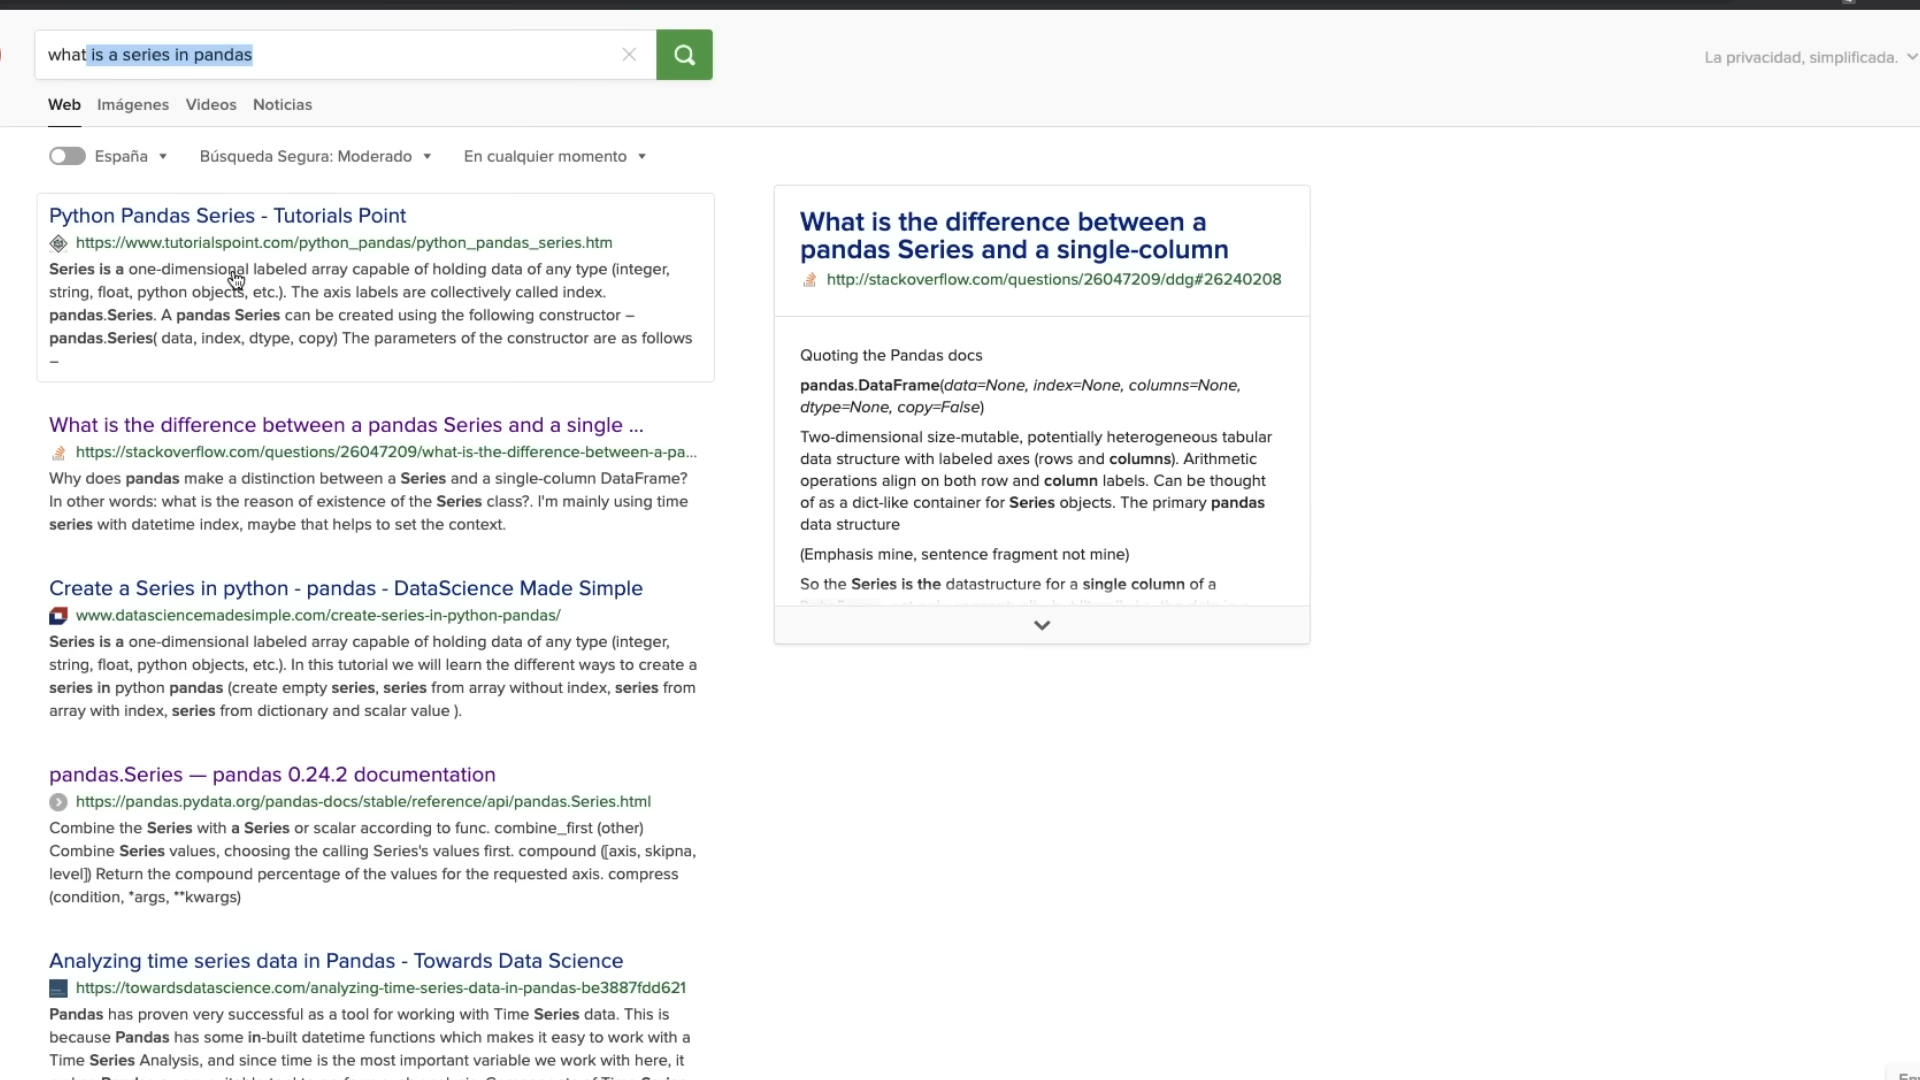 what is a series in pandas
La privacidad, simplificada.
Web Imágenes Videos Noticias
España Búsqueda Segura: Moderado En cualquier momento
Python Pandas Series - Tutorials Point
https://www.tutorialspoint.com/python_pandas/python_pandas_series.htm
Series is a one-dimensional labeled array capable of holding data of any type (integer,
string, float, python objects, etc.). The axis labels are collectively called index.
pandas.Series. A pandas Series can be created using the following constructor –
pandas.Series( data, index, dtype, copy) The parameters of the constructor are as follows
–
What is the difference between a pandas Series and a single ...
https://stackoverflow.com/questions/26047209/what-is-the-difference-between-a-pa...
Why does pandas make a distinction between a Series and a single-column DataFrame?
In other words: what is the reason of existence of the Series class?. I'm mainly using time
series with datetime index, maybe that helps to set the context.
Create a Series in python - pandas - DataScience Made Simple
www.datasciencemadesimple.com/create-series-in-python-pandas/
Series is a one-dimensional labeled array capable of holding data of any type (integer,
string, float, python objects, etc.). In this tutorial we will learn the different ways to create a
series in python pandas (create empty series, series from array without index, series from
array with index, series from dictionary and scalar value ).
pandas.Series — pandas 0.24.2 documentation
https://pandas.pydata.org/pandas-docs/stable/reference/api/pandas.Series.html
Combine the Series with a Series or scalar according to func. combine_first (other)
Combine Series values, choosing the calling Series's values first. compound ([axis, skipna,
level]) Return the compound percentage of the values for the requested axis. compress
(condition, *args, **kwargs)
Analyzing time series data in Pandas - Towards Data Science
https://towardsdatascience.com/analyzing-time-series-data-in-pandas-be3887fdd621
Pandas has proven very successful as a tool for working with Time Series data. This is
because Pandas has some in-built datetime functions which makes it easy to work with a
Time Series Analysis, and since time is the most important variable we work with here, it
What is the difference between a
pandas Series and a single-column
http://stackoverflow.com/questions/26047209/ddg#26240208
Quoting the Pandas docs
pandas.DataFrame(data=None, index=None, columns=None,
dtype=None, copy=False)
Two-dimensional size-mutable, potentially heterogeneous tabular
data structure with labeled axes (rows and columns). Arithmetic
operations align on both row and column labels. Can be thought
of as a dict-like container for Series objects. The primary pandas
data structure
(Emphasis mine, sentence fragment not mine)
So the Series is the datastructure for a single column of a